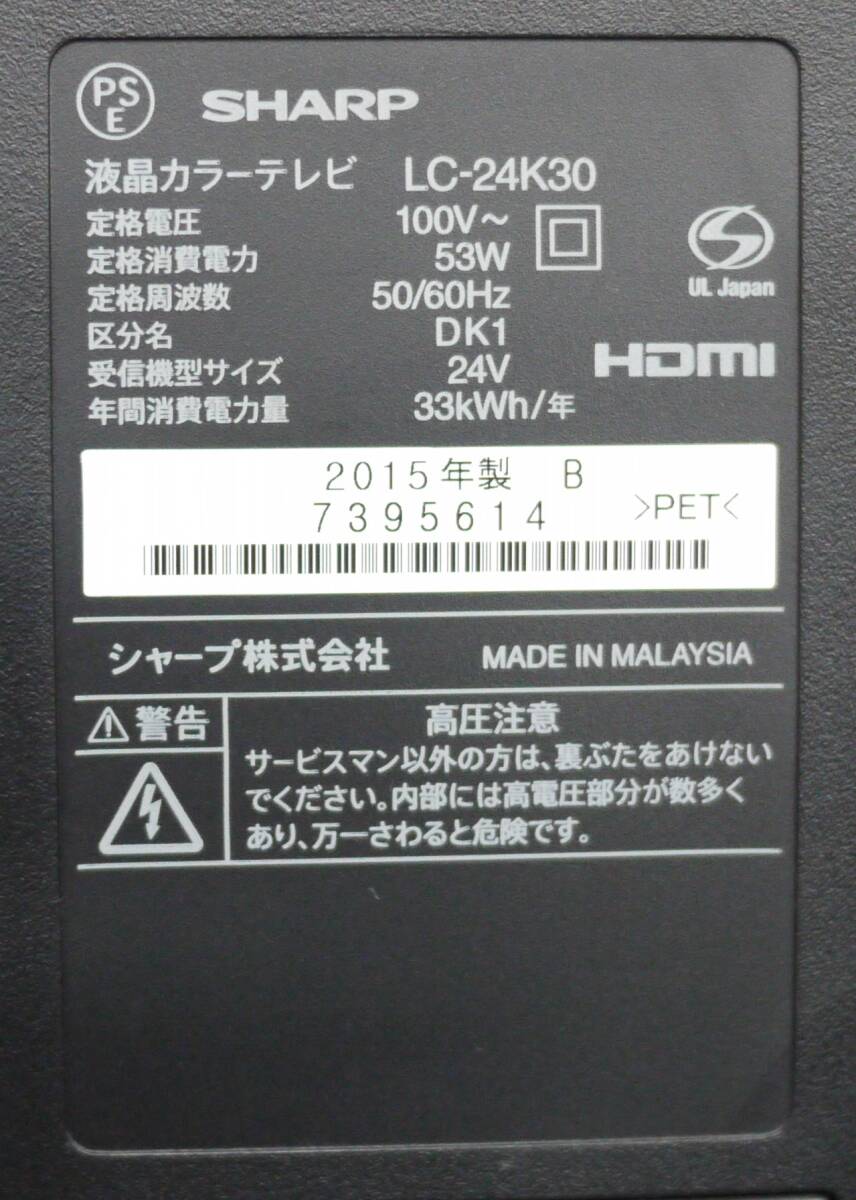 PS
E
SHARP
液晶カラーテレビ LC-24K30
定格電圧 100V～
定格消費電力 53W
定格周波数 50/60Hz
区分名 DK1
受信機型サイズ 24V
年間消費電力量 33kWh/年
UL Japan
HDMI
2015年製 B
7395614
>PET<
シャープ株式会社 MADE IN MALAYSIA
警告
高圧注意
サービスマン以外の方は、裏ぶたをあけない
でください。内部には高電圧部分が数多く
あり、万一さわると危険です。